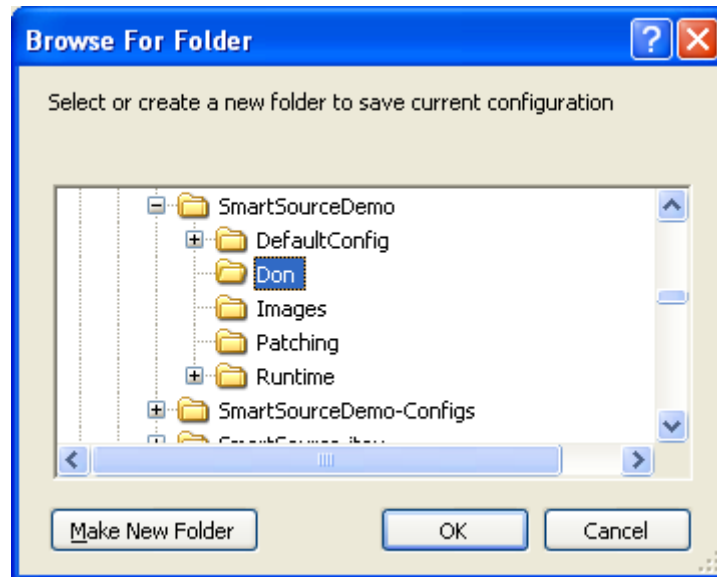 Browse For Folder
Select or create a new folder to save current configuration
SmartSourceDemo
DefaultConfig
Don
Images
Patching
Runtime
SmartSourceDemo-Configs
Make New Folder
OK
Cancel